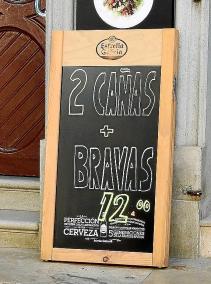 Estrella
Galicia
2 CAÑAS
+
BRAVAS
12.00
PERFECCIÓN
CERVEZA